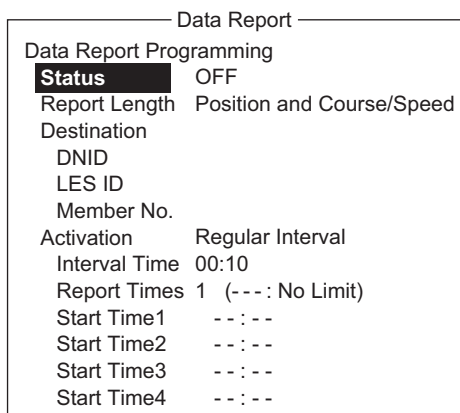 Data Report
Data Report Programming
Status OFF
Report Length Position and Course/Speed
Destination
DNID
LES ID
Member No.
Activation Regular Interval
Interval Time 00:10
Report Times 1 (---: No Limit)
Start Time1 --:--
Start Time2 --:--
Start Time3 --:--
Start Time4 --:--